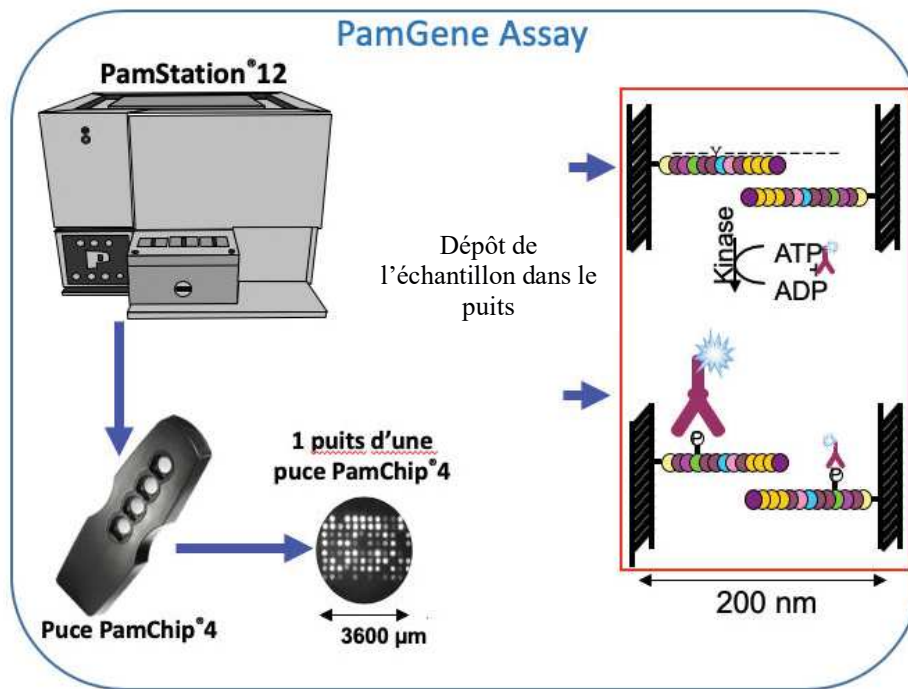 PamGene Assay
PamStation®12
P
Dépôt de
l'échantillon dans le
puits
1 puits d'une
puce PamChip®4
Puce PamChip®4
3600 µm
Y
Kinase
ATP
+
ADP
P
P
200 nm